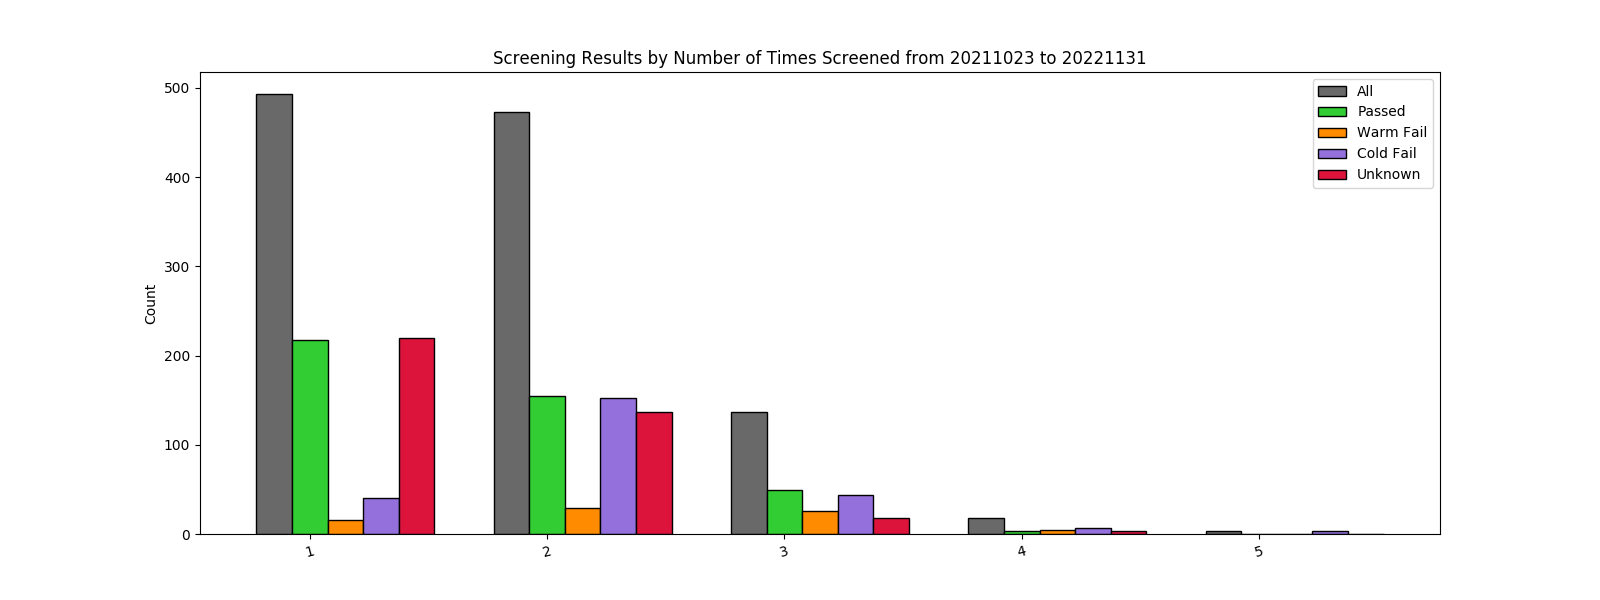 Screening Results by Number of Times Screened from 20211023 to 20221131
All
Passed
Warm Fail
Cold Fail
Unknown
500
400
300
200
100
0
Count
1 2 3 4 5